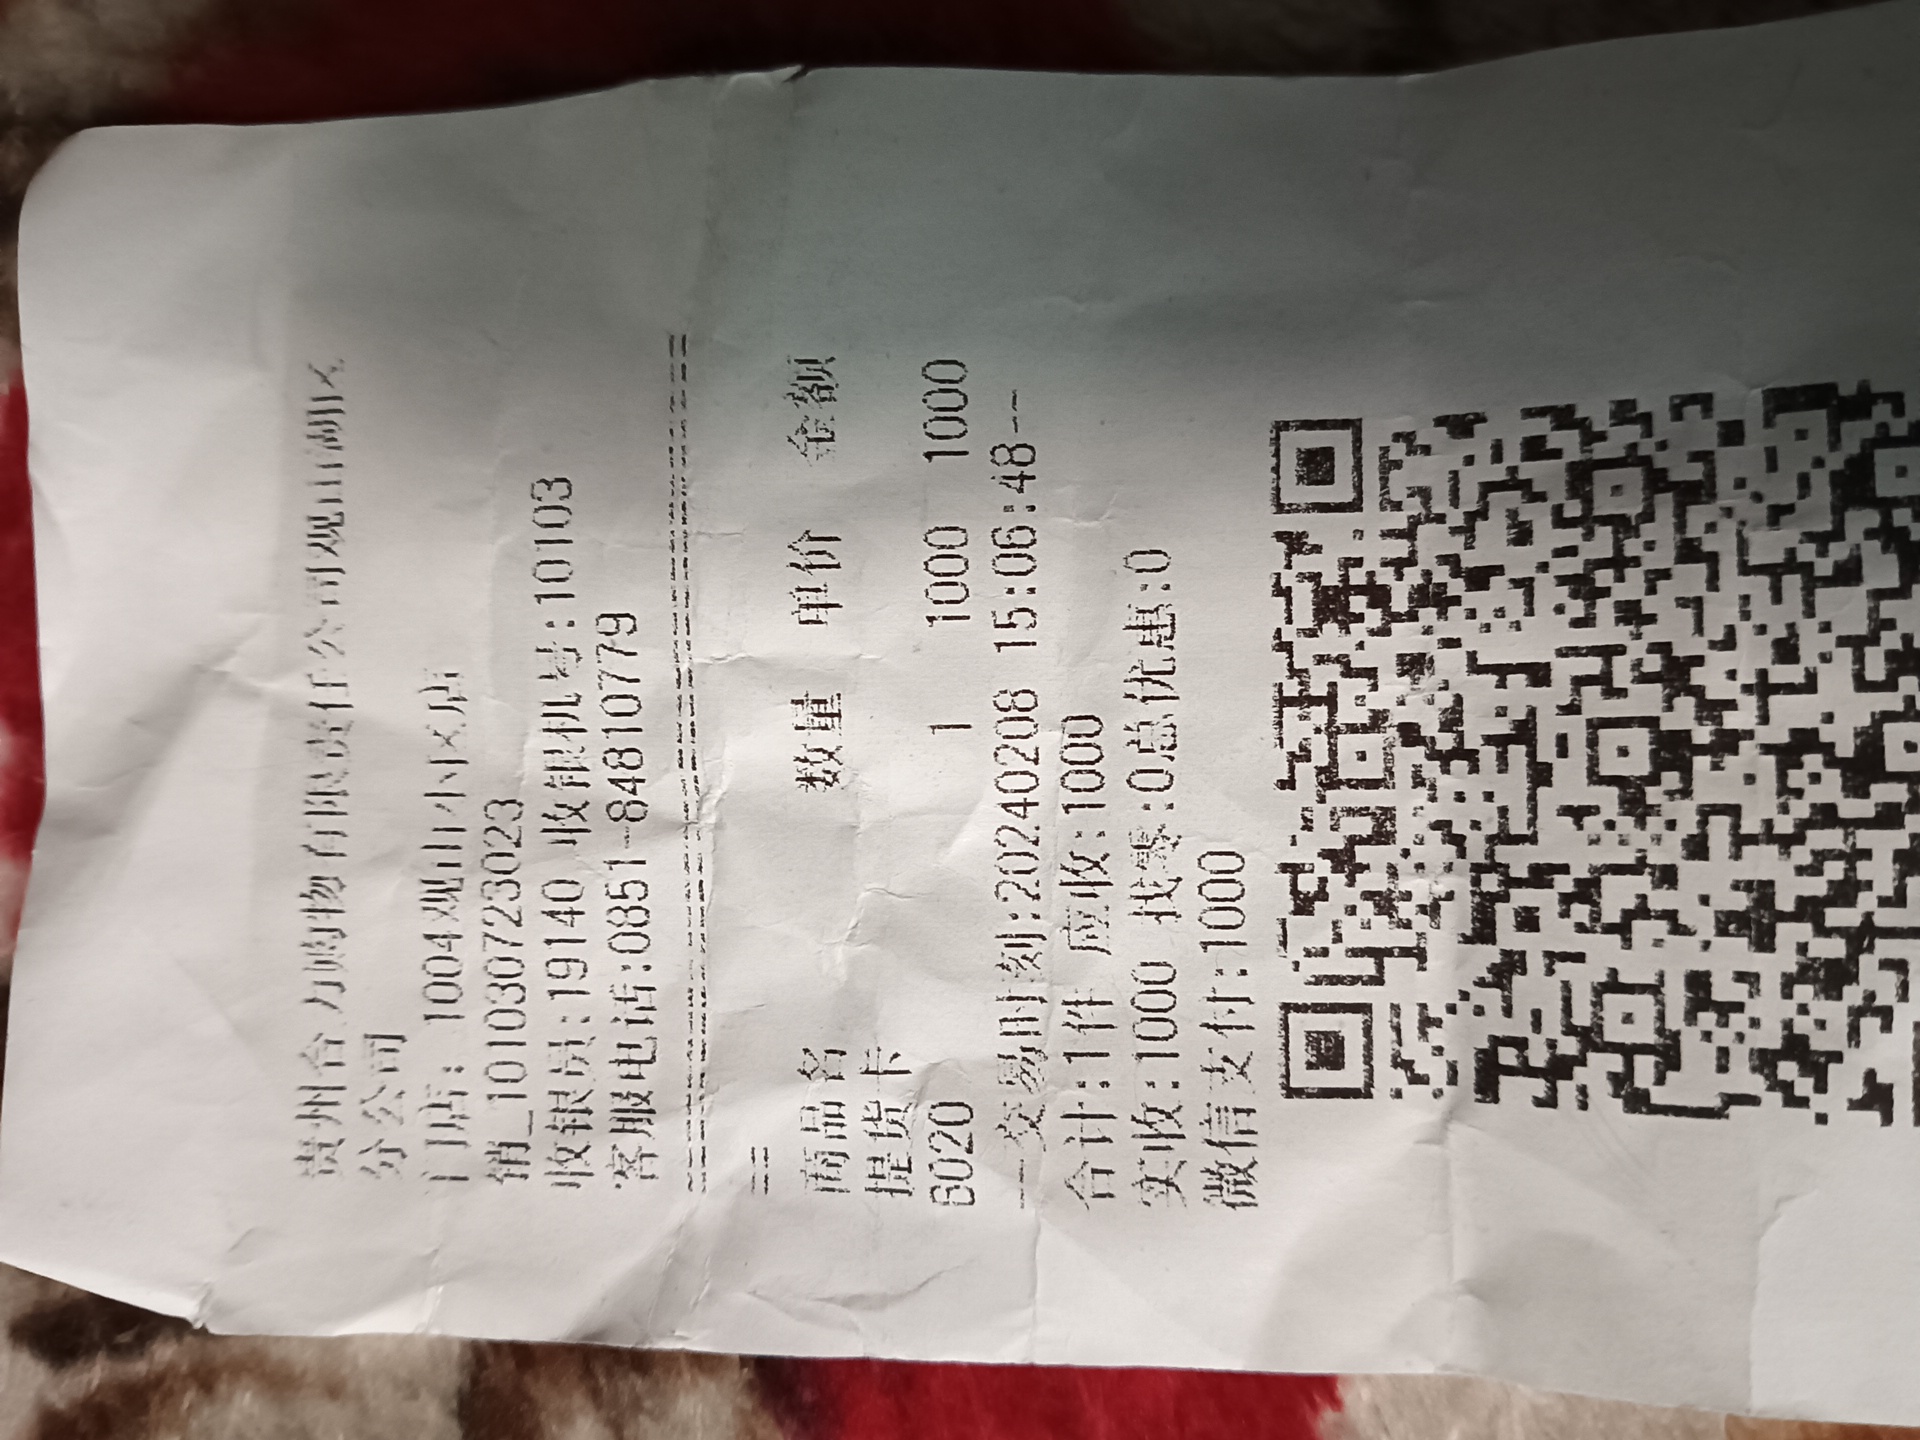 贵州合力购物有限责任公司观山湖区
分公司
门店: 1004观山小区店
销_101030723023
收银员:19140 收银机号:10103
客服电话:0851-84810779
==
商品名 数量 单价 金额
提货卡
6020 1 1000 1000
--交易时刻:20240208 15:06:48--
合计:1件 应收:1000
实收:1000 找零:0总优惠:0
微信支付:1000